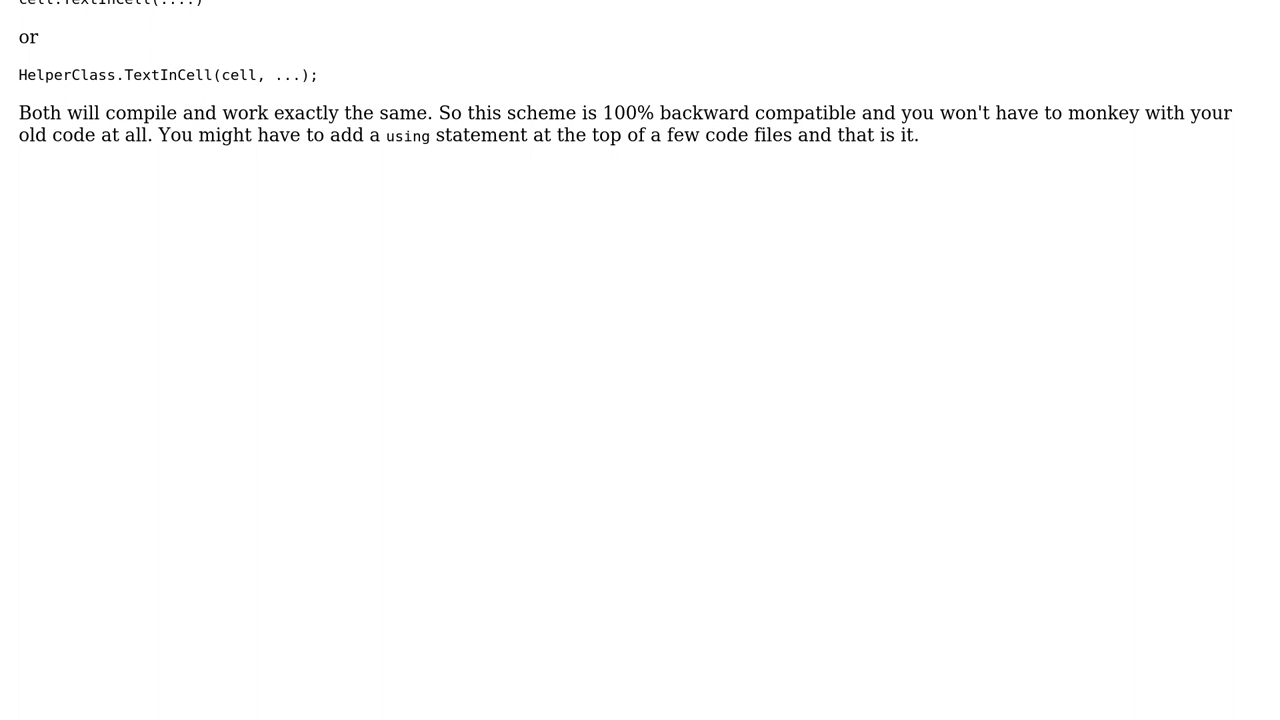 cell.TextInCell(....)
or
HelperClass.TextInCell(cell, ...);
Both will compile and work exactly the same. So this scheme is 100% backward compatible and you won't have to monkey with your
old code at all. You might have to add a using statement at the top of a few code files and that is it.